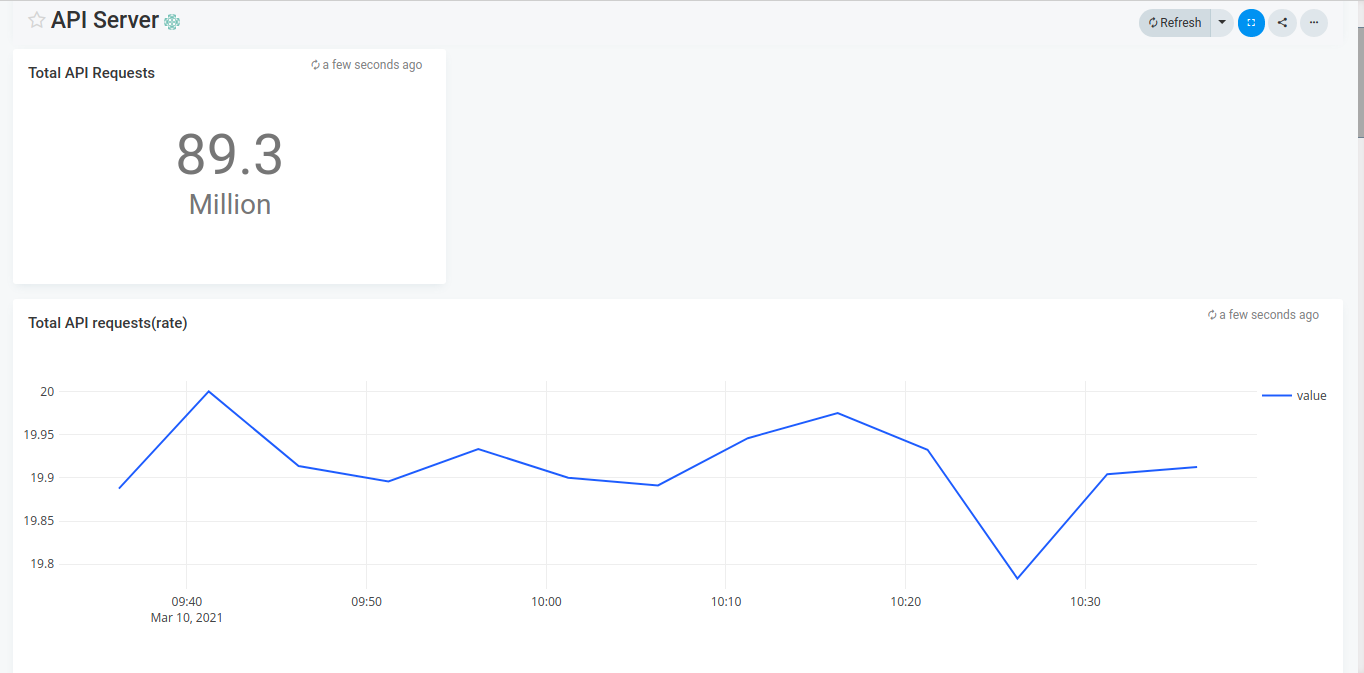 API Server
Refresh
Total API Requests
a few seconds ago
89.3
Million
Total API requests(rate)
a few seconds ago
20
19.95
19.9
19.85
19.8
value
09:40
09:50
10:00
10:10
10:20
10:30
Mar 10, 2021